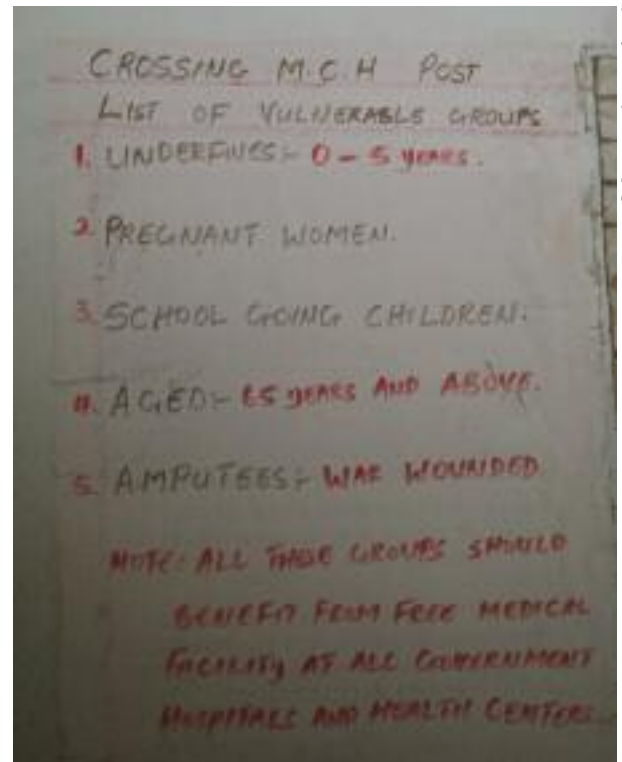 CROSSING M.C.H POST
LIST OF VULNERABLE GROUPS
1. UNDERFIVES:- 0-5 years.
2. PREGNANT WOMEN.
3. SCHOOL GOING CHILDREN.
4. AGED:- 65 years AND ABOVE.
5. AMPUTEES:- WAR WOUNDED
NOTE: ALL THESE GROUPS SHOULD
BENEFIT FROM FREE MEDICAL
FACILITY AT ALL GOVERNMENT
HOSPITALS AND HEALTH CENTERS.